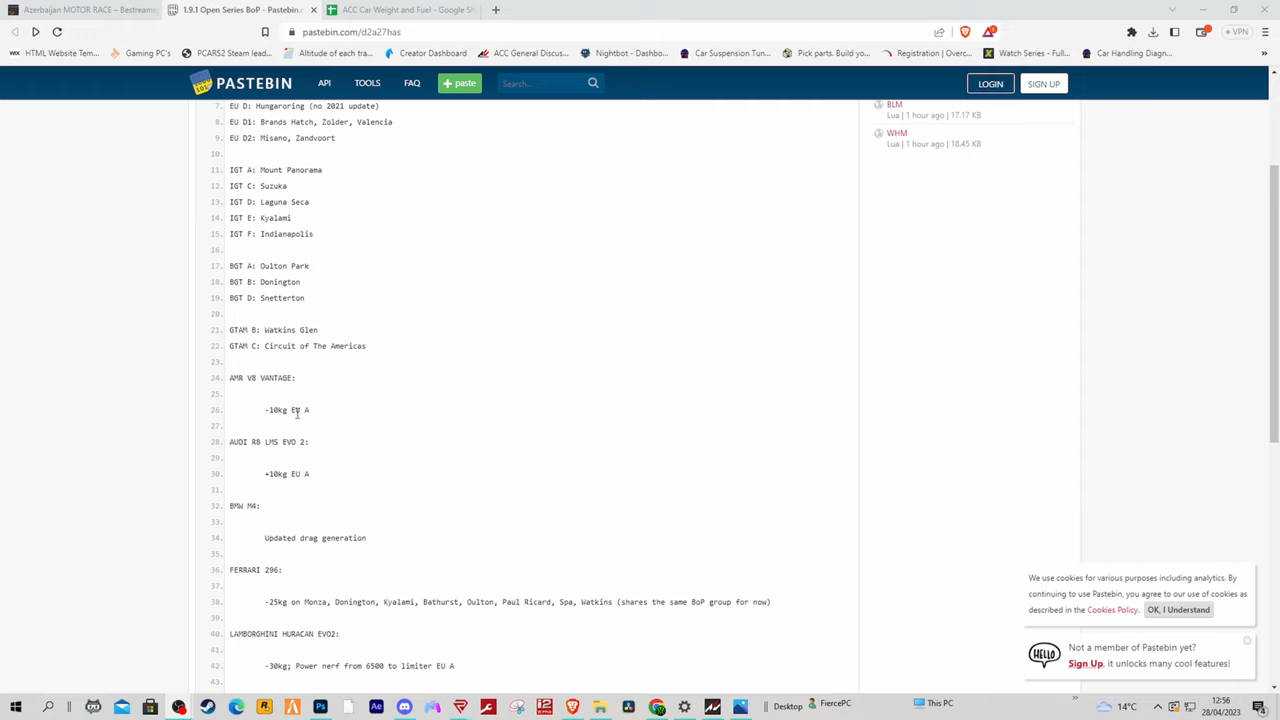 Azerbaijan MOTOR RACE - Bestreams
1.9.1 Open Series BoP - Pastebin.c
ACC Car Weight and Fuel - Google Sh
pastebin.com/d2a27has
VPN
HTML Website Tem...
Gaming PC's
PCARS2 Steam lead...
Altitude of each tra...
Creator Dashboard
ACC General Discus...
Nightbot - Dashbo...
Car Suspension Tun...
Pick parts. Build yo...
Registration | Overc...
Watch Series - Full...
Car Handling Diagn...
PASTEBIN
API
TOOLS
FAQ
+ paste
Search...
LOGIN
SIGN UP
7. EU D: Hungaroring (no 2021 update)
8. EU D1: Brands Hatch, Zolder, Valencia
9. EU D2: Misano, Zandvoort
10.
11. IGT A: Mount Panorama
12. IGT C: Suzuka
13. IGT D: Laguna Seca
14. IGT E: Kyalami
15. IGT F: Indianapolis
16.
17. BGT A: Oulton Park
18. BGT B: Donington
19. BGT D: Snetterton
20.
21. GTAM B: Watkins Glen
22. GTAM C: Circuit of The Americas
23.
24. AMR V8 VANTAGE:
25.
26. -10kg EU A
27.
28. AUDI R8 LMS EVO 2:
29.
30. +10kg EU A
31.
32. BMW M4:
33.
34. Updated drag generation
35.
36. FERRARI 296:
37.
38. -25kg on Monza, Donington, Kyalami, Bathurst, Oulton, Paul Ricard, Spa, Watkins (shares the same BoP group for now)
39.
40. LAMBORGHINI HURACAN EVO2:
41.
42. -30kg; Power nerf from 6500 to limiter EU A
43.
BLM
Lua | 1 hour ago | 17.17 KB
WHM
Lua | 1 hour ago | 18.45 KB
We use cookies for various purposes including analytics. By
continuing to use Pastebin, you agree to our use of cookies as
described in the Cookies Policy. OK, I Understand
HELLO
Not a member of Pastebin yet?
Sign Up, it unlocks many cool features!
Desktop
FiercePC
This PC
14°C
12:56
28/04/2023